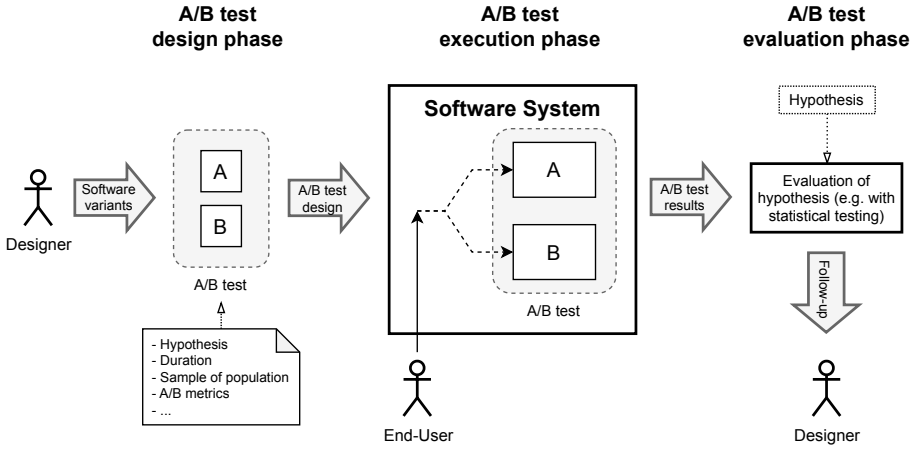 A/B test
design phase
A/B test
execution phase
A/B test
evaluation phase
Designer
Software
variants
A
B
A/B test
- Hypothesis
- Duration
- Sample of population
- A/B metrics
- ...
A/B test
design
Software System
A
B
A/B test
End-User
A/B test
results
Hypothesis
Evaluation of
hypothesis (e.g. with
statistical testing)
Follow-up
Designer